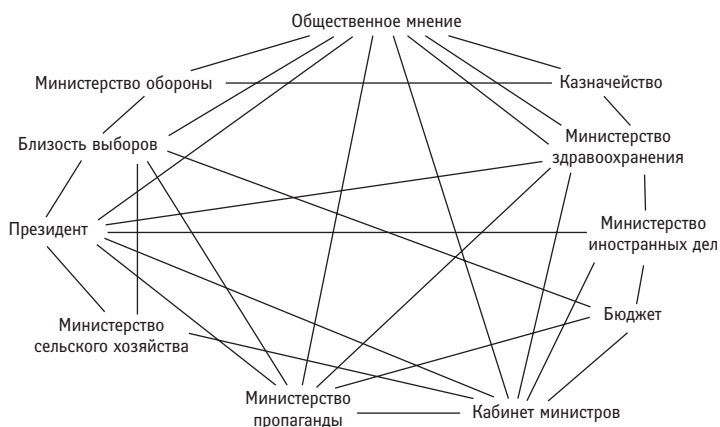 Общественное мнение
Министерство обороны
Казначейство
Близость выборов
Министерство
здравоохранения
Президент
Министерство
иностранных дел
Бюджет
Министерство
сельского хозяйства
Министерство
пропаганды
Кабинет министров